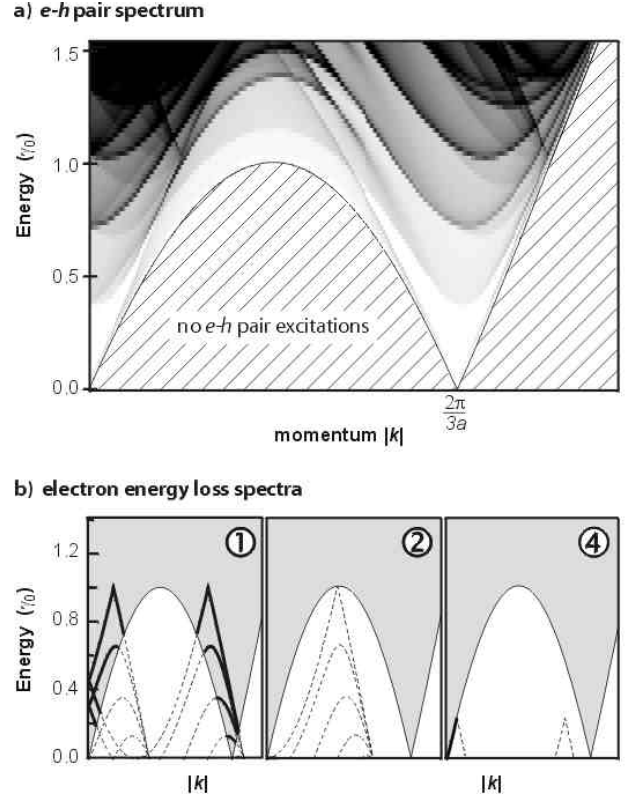 a) e-h pair spectrum
1.5
1.0
0.5
0.0
Energy (γ₀)
no e-h pair excitations
2π
3a
momentum |k|
b) electron energy loss spectra
1.2
0.8
0.4
0.0
Energy (γ₀)
1
2
4
|k|
|k|